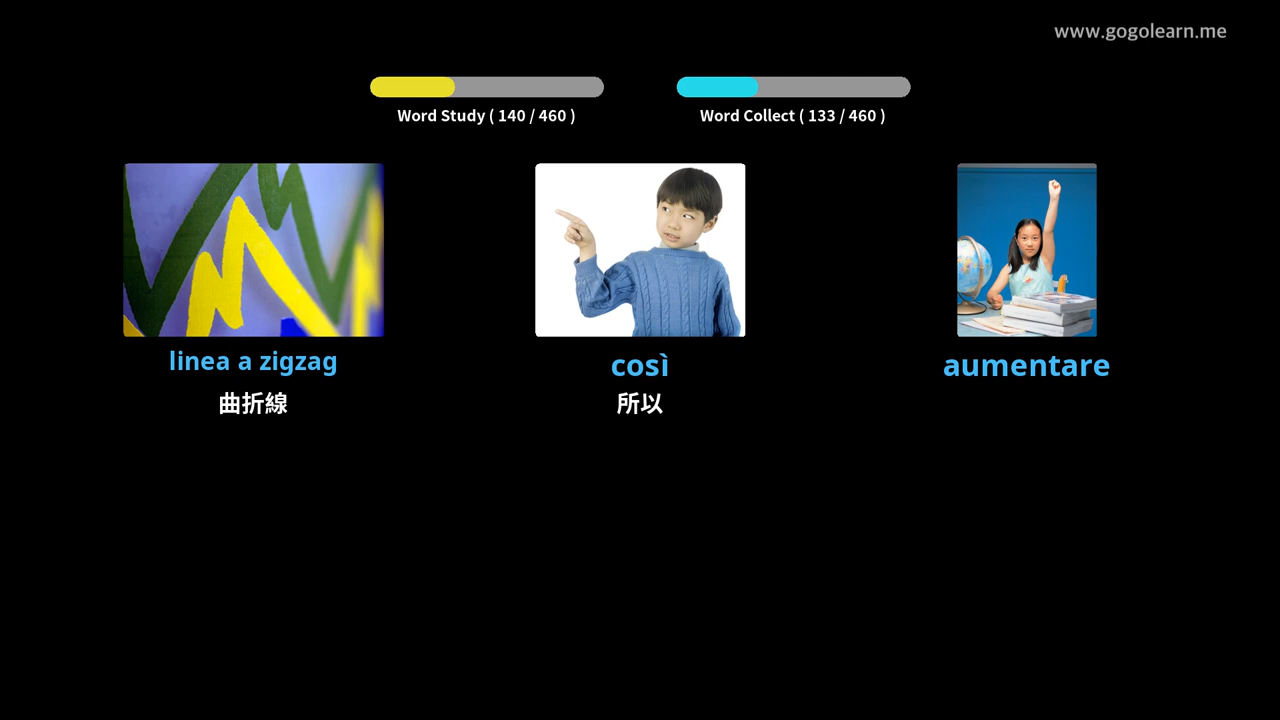 www.gogolearn.me
Word Study ( 140 / 460 )
Word Collect ( 133 / 460 )
linea a zigzag
曲折線
così
所以
aumentare